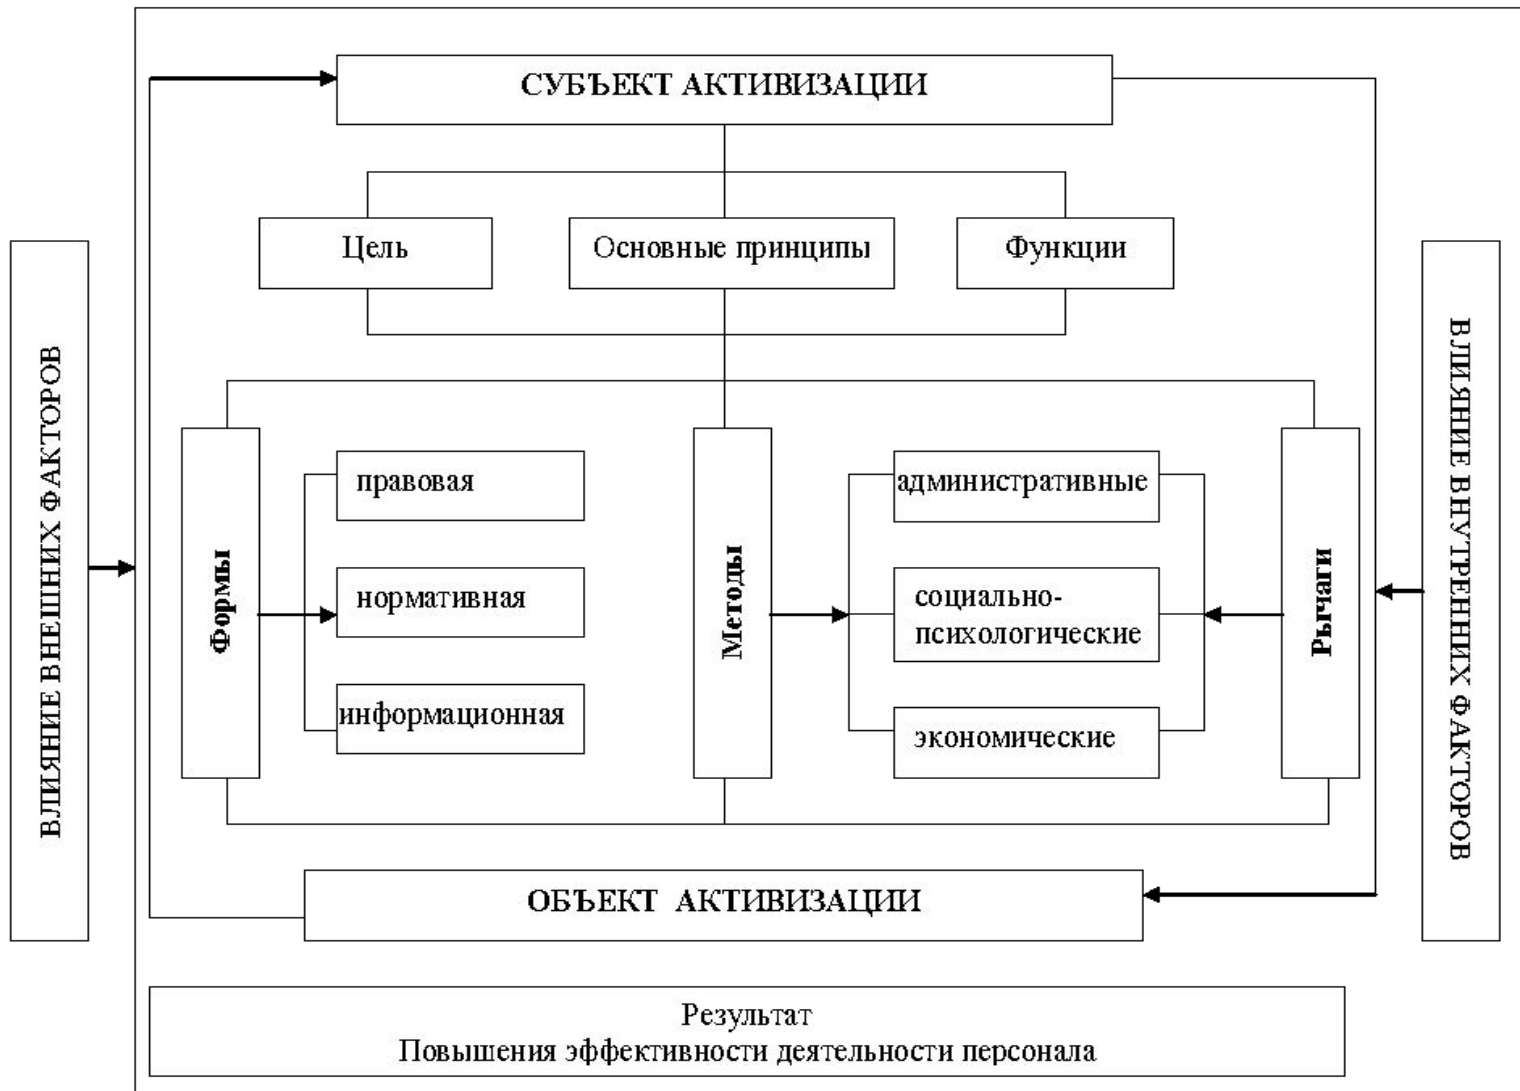 СУБЪЕКТ АКТИВИЗАЦИИ
Цель
Основные принципы
Функции
ВЛИЯНИЕ ВНЕШНИХ ФАКТОРОВ
Формы
правовая
нормативная
информационная
Методы
административные
социально-
психологические
экономические
Рычаги
ВЛИЯНИЕ ВНУТРЕННИХ ФАКТОРОВ
ОБЪЕКТ АКТИВИЗАЦИИ
Результат
Повышения эффективности деятельности персонала